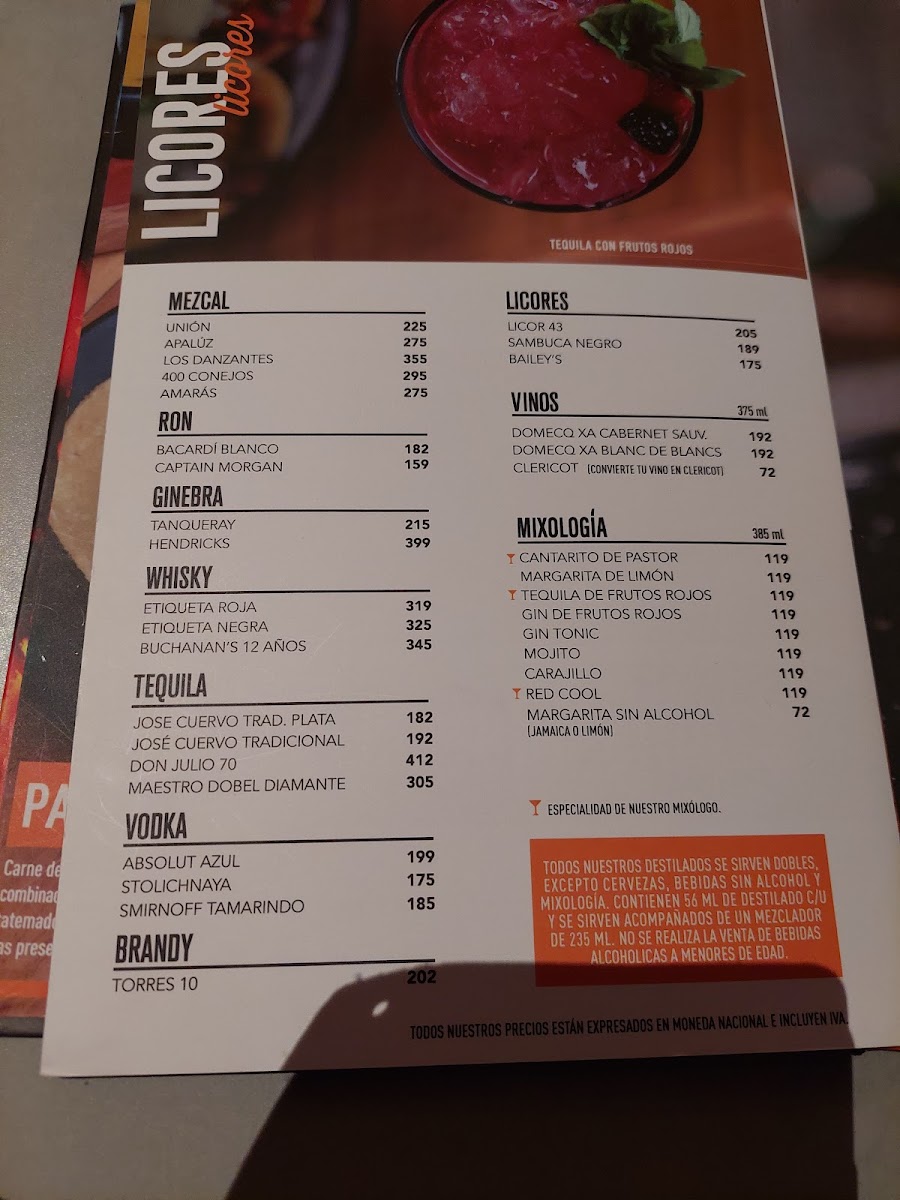 LICORES
licores
TEQUILA CON FRUTOS ROJOS
MEZCAL
UNIÓN 225
APALÚZ 275
LOS DANZANTES 355
400 CONEJOS 295
AMARÁS 275
RON
BACARDÍ BLANCO 182
CAPTAIN MORGAN 159
GINEBRA
TANQUERAY 215
HENDRICKS 399
WHISKY
ETIQUETA ROJA 319
ETIQUETA NEGRA 325
BUCHANAN'S 12 AÑOS 345
TEQUILA
JOSE CUERVO TRAD. PLATA 182
JOSÉ CUERVO TRADICIONAL 192
DON JULIO 70 412
MAESTRO DOBEL DIAMANTE 305
VODKA
ABSOLUT AZUL 199
STOLICHNAYA 175
SMIRNOFF TAMARINDO 185
BRANDY
TORRES 10 202
LICORES
LICOR 43 205
SAMBUCA NEGRO 189
BAILEY'S 175
VINOS 375 ml
DOMECQ XA CABERNET SAUV. 192
DOMECQ XA BLANC DE BLANCS 192
CLERICOT (CONVIERTE TU VINO EN CLERICOT) 72
MIXOLOGÍA 385 ml
CANTARITO DE PASTOR 119
MARGARITA DE LIMÓN 119
TEQUILA DE FRUTOS ROJOS 119
GIN DE FRUTOS ROJOS 119
GIN TONIC 119
MOJITO 119
CARAJILLO 119
RED COOL 119
MARGARITA SIN ALCOHOL 72
(JAMAICA O LIMÓN)
ESPECIALIDAD DE NUESTRO MIXÓLOGO.
TODOS NUESTROS DESTILADOS SE SIRVEN DOBLES,
EXCEPTO CERVEZAS, BEBIDAS SIN ALCOHOL Y
MIXOLOGÍA. CONTIENEN 56 ML DE DESTILADO C/U
Y SE SIRVEN ACOMPAÑADOS DE UN MEZCLADOR
DE 235 ML. NO SE REALIZA LA VENTA DE BEBIDAS
ALCOHOLICAS A MENORES DE EDAD.
TODOS NUESTROS PRECIOS ESTÁN EXPRESADOS EN MONEDA NACIONAL E INCLUYEN IVA.
PA
Carne de
combinad
tatemado
as prese